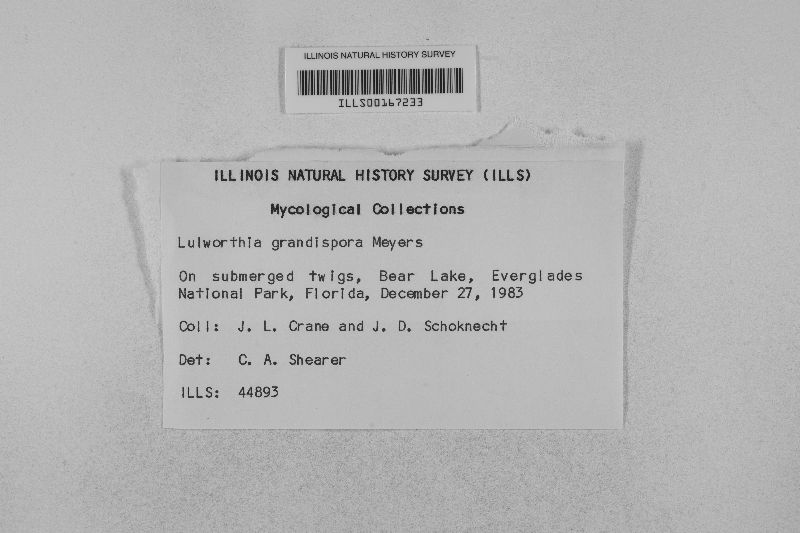 ILLINOIS NATURAL HISTORY SURVEY
ILLS00167233
ILLINOIS NATURAL HISTORY SURVEY (ILLS)
Mycological Collections
Lulworthia grandispora Meyers
On submerged twigs, Bear Lake, Everglades
National Park, Florida, December 27, 1983
Coll: J. L. Crane and J. D. Schoknecht
Det: C. A. Shearer
ILLS: 44893